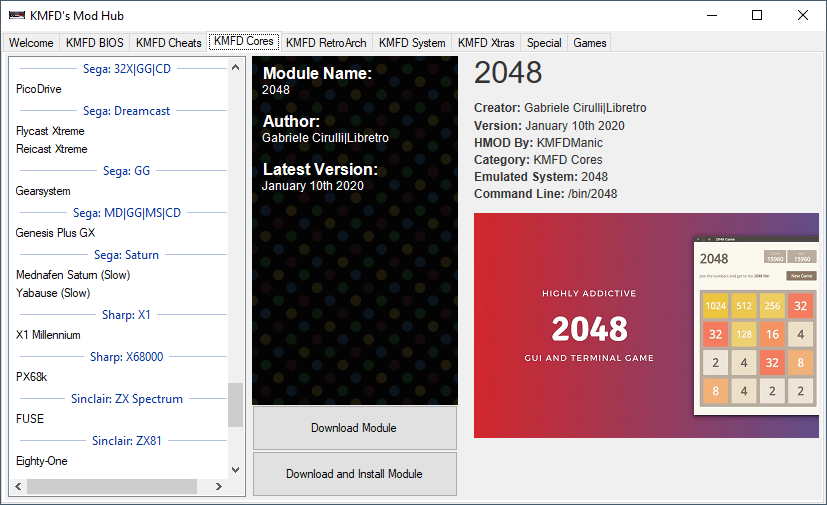 KMFD's Mod Hub
Welcome KMFD BIOS KMFD Cheats KMFD Cores KMFD RetroArch KMFD System KMFD Xtras Special Games
Sega: 32X|GG|CD
PicoDrive
Sega: Dreamcast
Flycast Xtreme
Reicast Xtreme
Sega: GG
Gearsystem
Sega: MD|GG|MS|CD
Genesis Plus GX
Sega: Saturn
Mednafen Saturn (Slow)
Yabause (Slow)
Sharp: X1
X1 Millennium
Sharp: X68000
PX68k
Sinclair: ZX Spectrum
FUSE
Sinclair: ZX81
Eighty-One
Module Name:
2048
Author:
Gabriele Cirulli|Libretro
Latest Version:
January 10th 2020
Download Module
Download and Install Module
2048
Creator: Gabriele Cirulli|Libretro
Version: January 10th 2020
HMOD By: KMFDManic
Category: KMFD Cores
Emulated System: 2048
Command Line: /bin/2048
HIGHLY ADDICTIVE
2048
GUI AND TERMINAL GAME
2048 Game
2048
15960 15960
Join the numbers and get to the 2048 tile!
New Game
1024 512 256 32
32 128 16 4
2 4 32 8
8 4 2 2